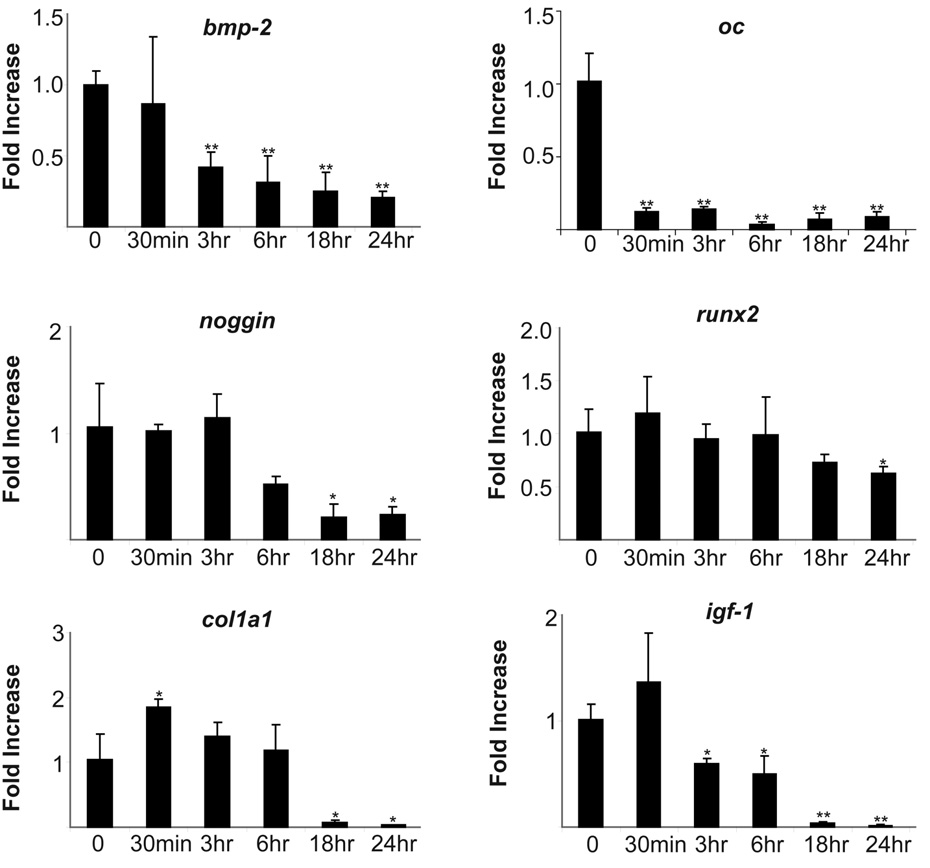 bmp-2
1.5
1.0
0.5
Fold Increase
** ** ** **
0 30min 3hr 6hr 18hr 24hr
oc
1.5
1.0
0.5
Fold Increase
** ** ** ** **
0 30min 3hr 6hr 18hr 24hr
noggin
2
1
Fold Increase
* *
0 30min 3hr 6hr 18hr 24hr
runx2
2.0
1.5
1.0
0.5
Fold Increase
*
0 30min 3hr 6hr 18hr 24hr
col1a1
3
2
1
Fold Increase
* * *
0 30min 3hr 6hr 18hr 24hr
igf-1
2
1
Fold Increase
* * ** **
0 30min 3hr 6hr 18hr 24hr